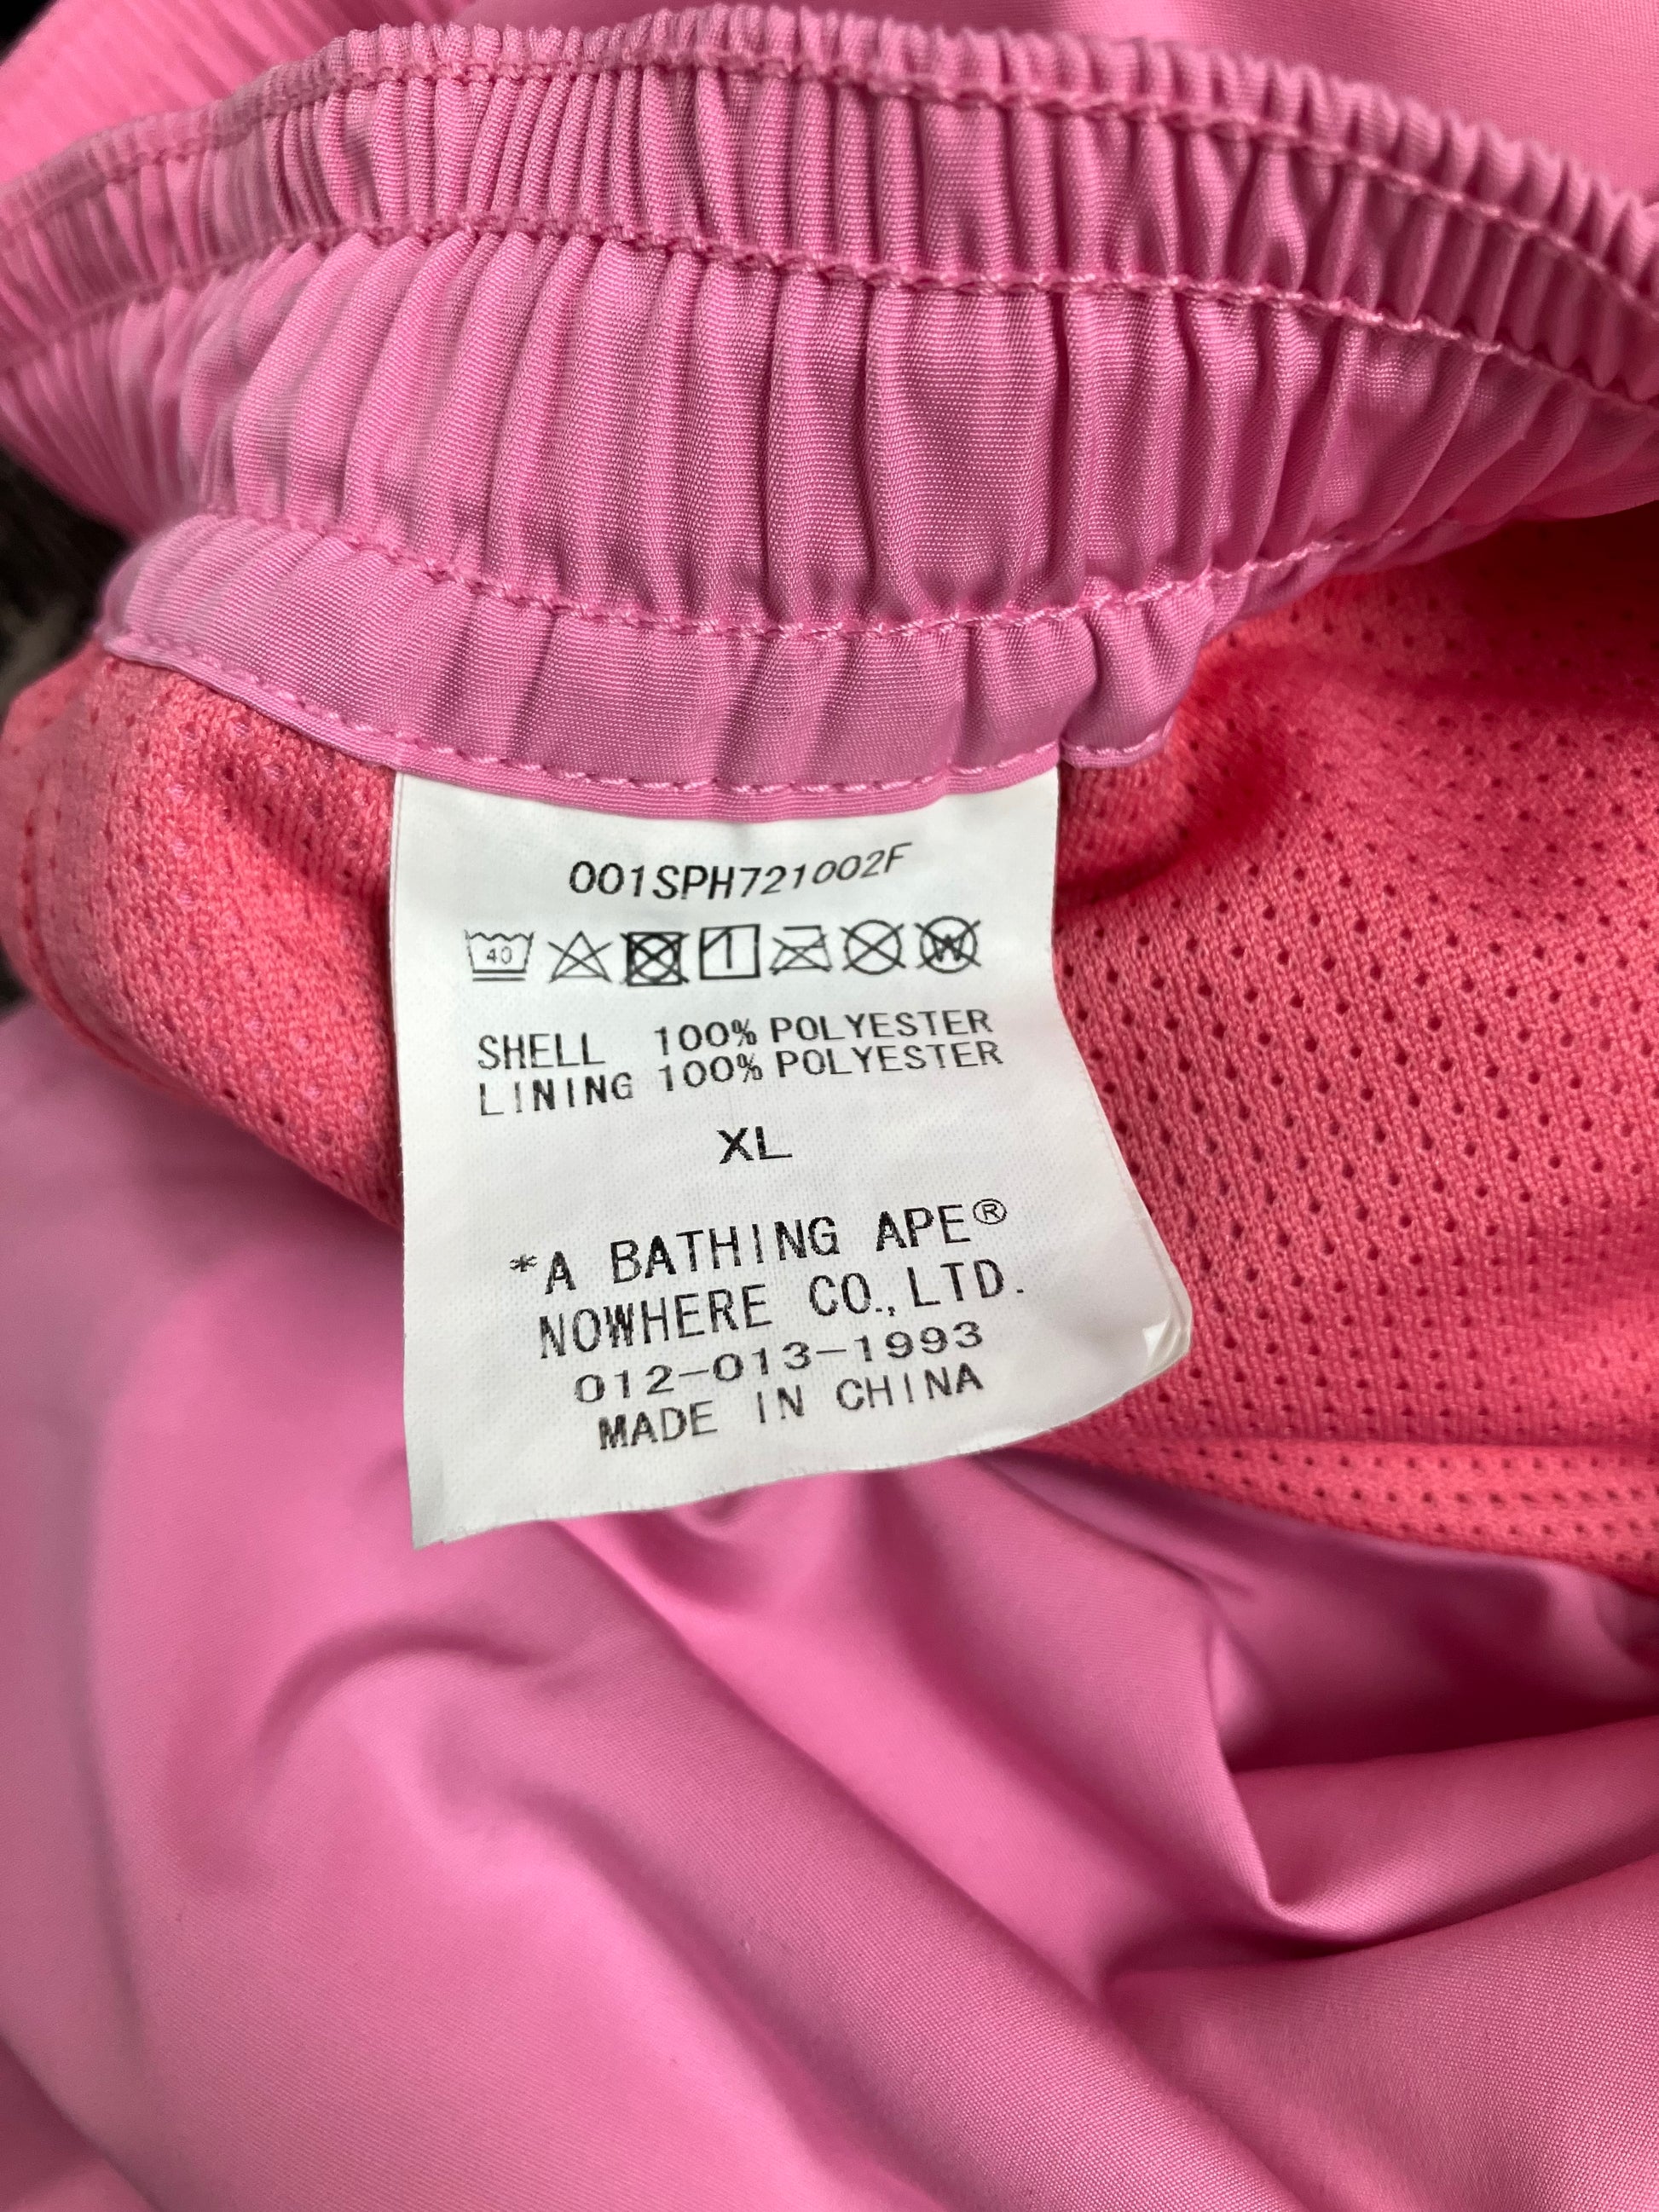 001SPH721002F
40 W
SHELL 100% POLYESTER
LINING 100% POLYESTER
XL
*A BATHING APE®
NOWHERE CO.,LTD.
012-013-1993
MADE IN CHINA